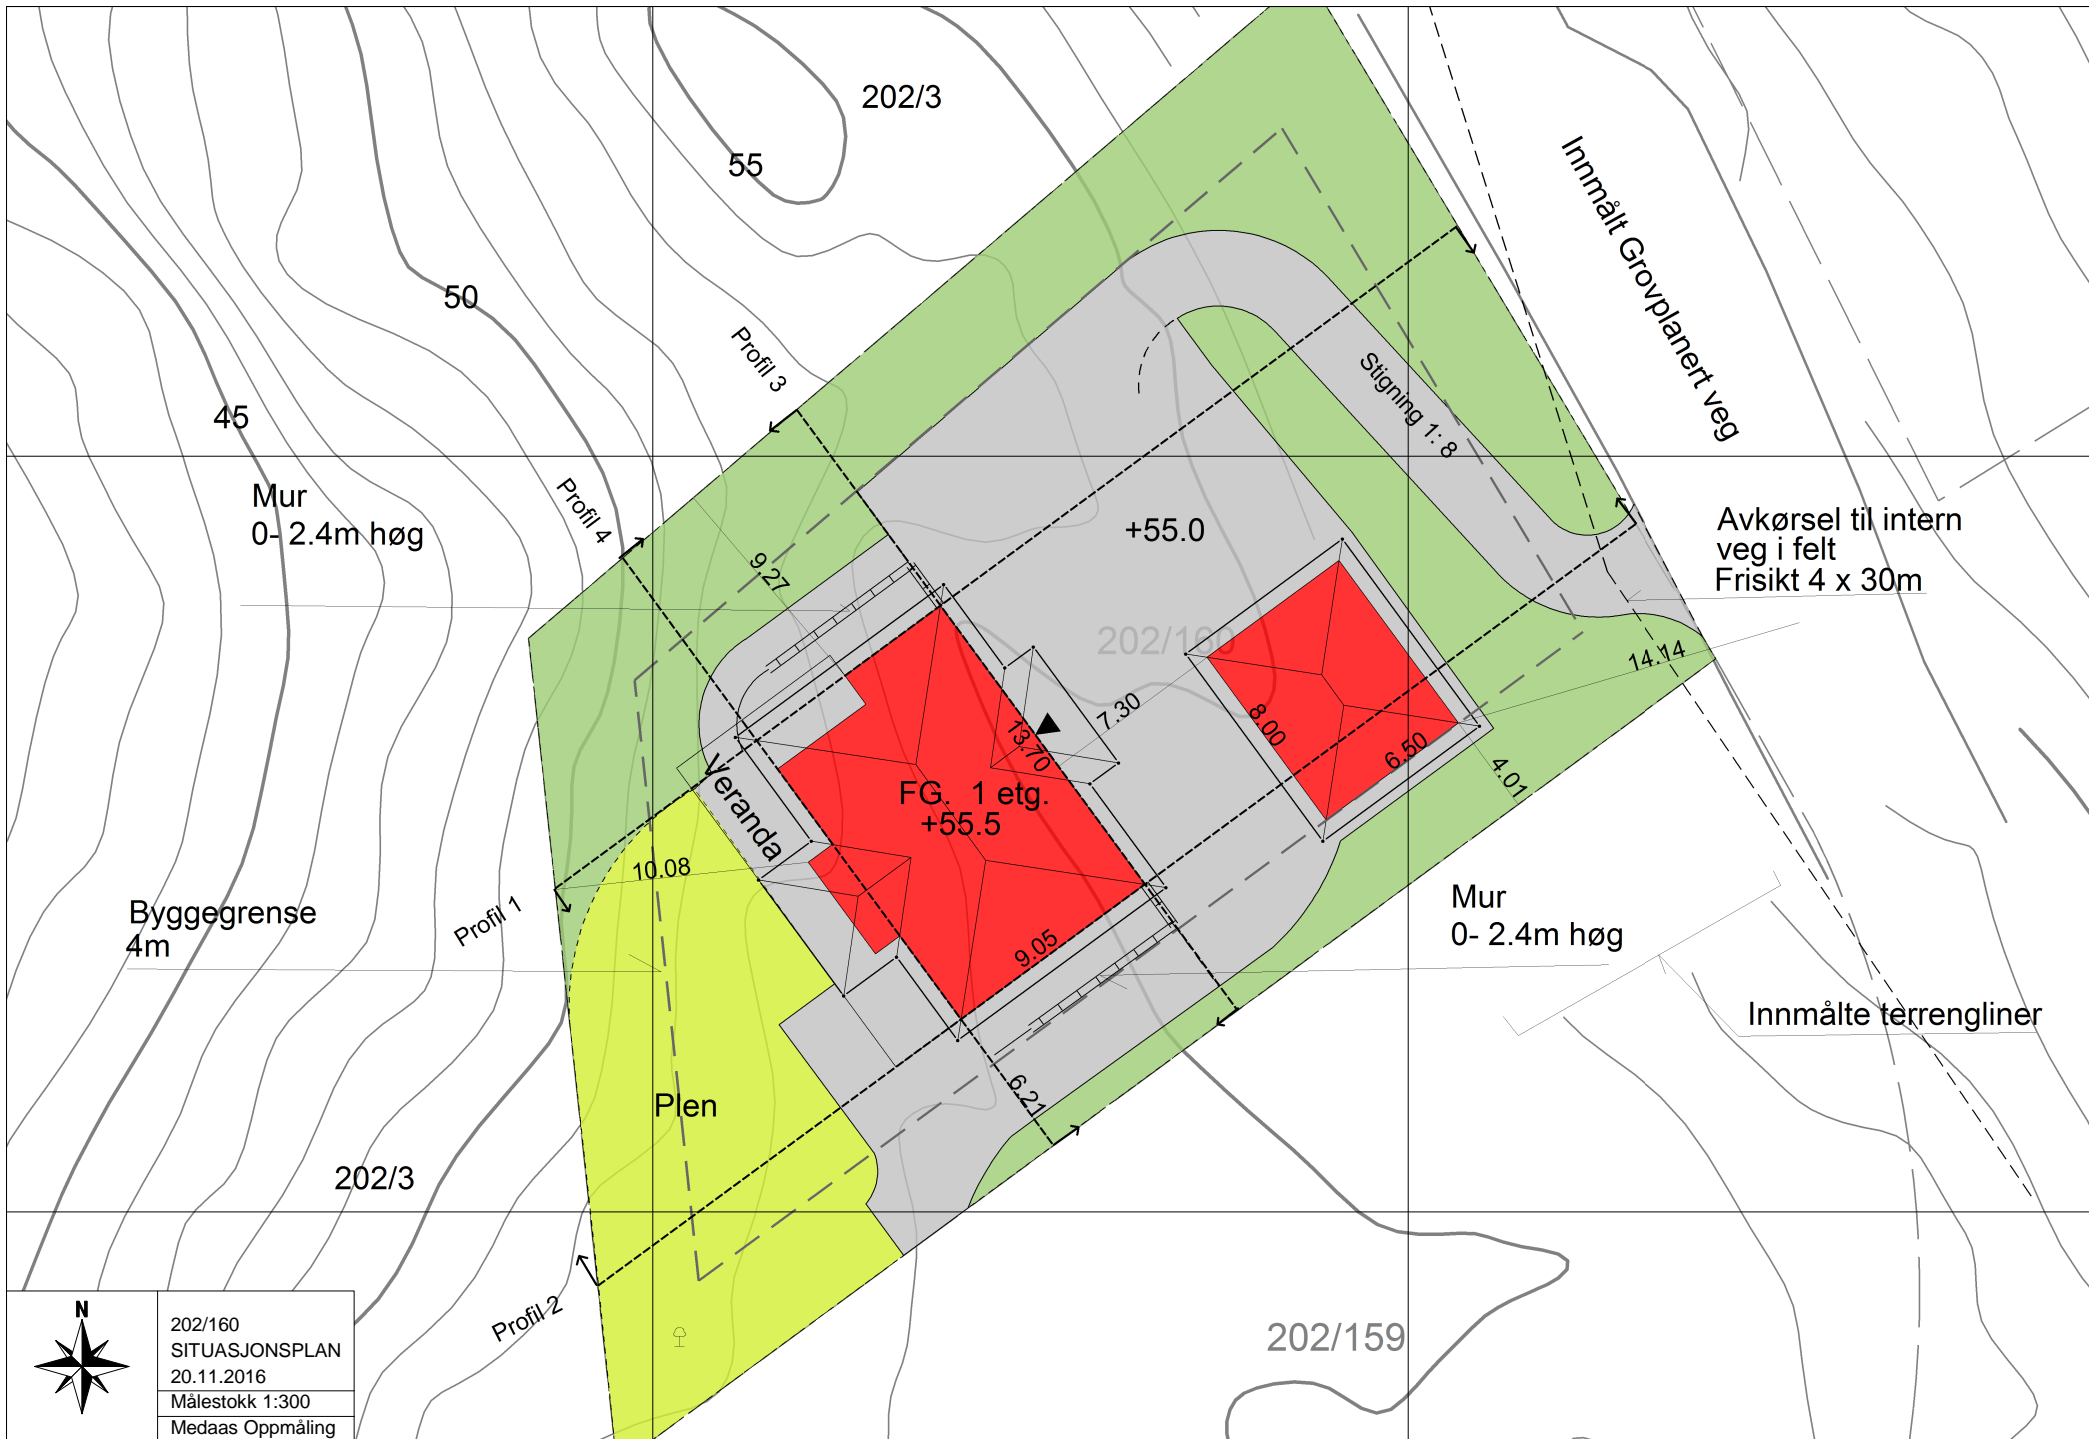 202/3
55
Innmålt Grovplanert veg
50
Profil 3
Stigning 1: 8
45
Profil 4
Mur
0- 2.4m høg
+55.0
Avkørsel til intern
veg i felt
Frisikt 4 x 30m
9.27
202/160
14.14
7.30
8.00
13.70
6.50
4.01
Veranda
FG. 1 etg.
+55.5
10.08
Byggegrense
4m
Profil 1
9.05
Mur
0- 2.4m høg
Innmålte terrengliner
6.21
Plen
202/3
Profil 2
202/159
N
202/160
SITUASJONSPLAN
20.11.2016
Målestokk 1:300
Medaas Oppmåling